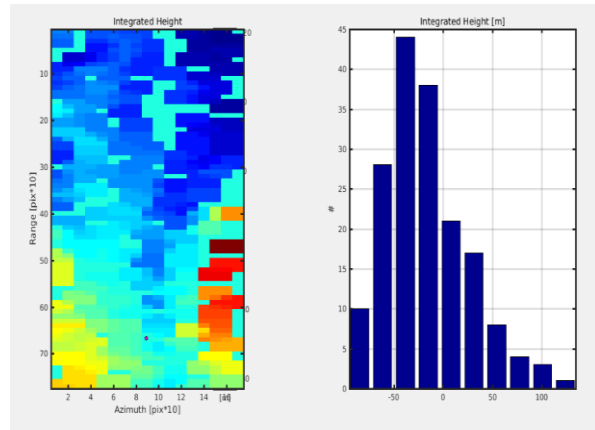 Integrated Height
10
20
30
40
50
60
70
Range [pix*10]
2 4 6 8 10 12 14 16
[m]
Azimuth [pix*10]
Integrated Height [m]
45
40
35
30
25
20
15
10
5
0
#
-50 0 50 100